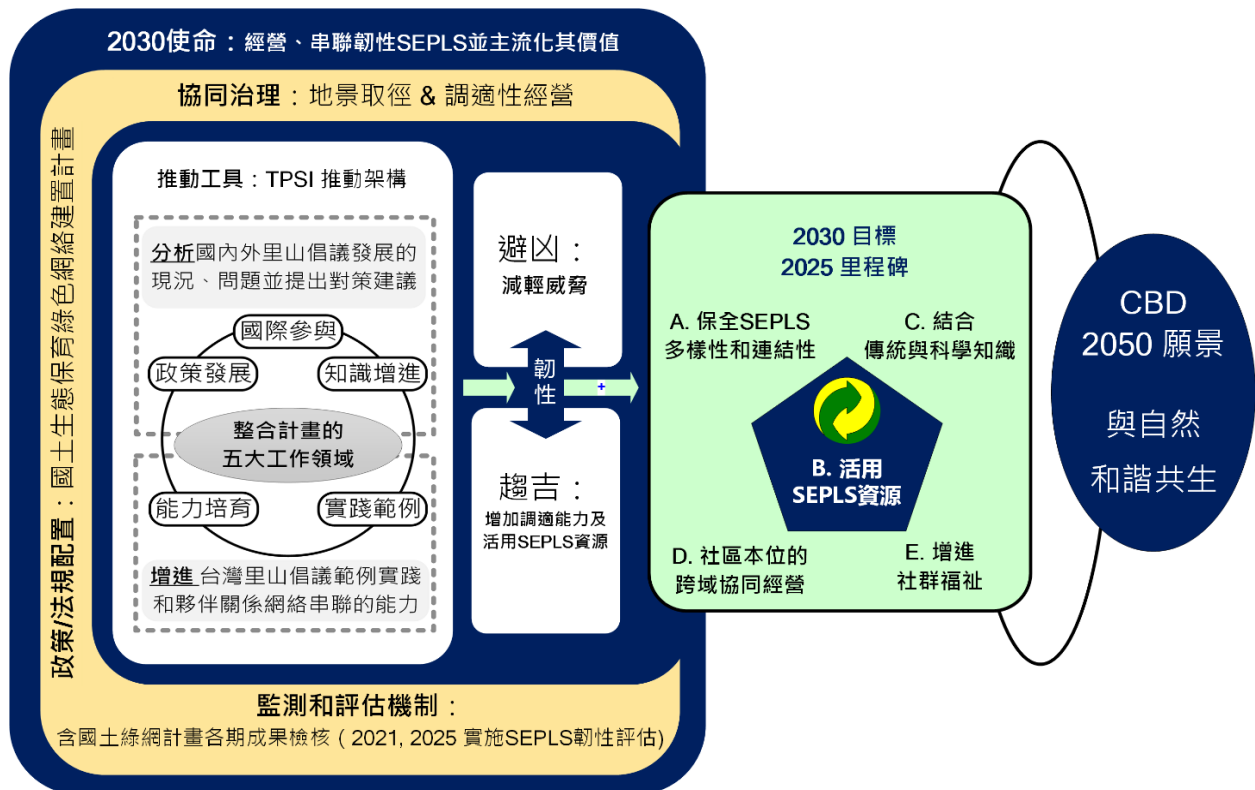 2030使命：經營、串聯韌性SEPLS並主流化其價值
協同治理：地景取徑 & 調適性經營
政策/法規配置：國土生態保育綠色網絡建置計畫
推動工具：TPSI 推動架構
分析國內外里山倡議發展的
現況、問題並提出對策建議
國際參與
政策發展
知識增進
整合計畫的
五大工作領域
能力培育
實踐範例
增進台灣里山倡議範例實踐
和夥伴關係網絡串聯的能力
避凶：
減輕威脅
韌性
+
趨吉：
增加調適能力及
活用SEPLS資源
2030 目標
2025 里程碑
A. 保全SEPLS
多樣性和連結性
C. 結合
傳統與科學知識
B. 活用
SEPLS資源
D. 社區本位的
跨域協同經營
E. 增進
社群福祉
CBD
2050 願景
與自然
和諧共生
監測和評估機制：
含國土綠網計畫各期成果檢核 ( 2021, 2025 實施SEPLS韌性評估)